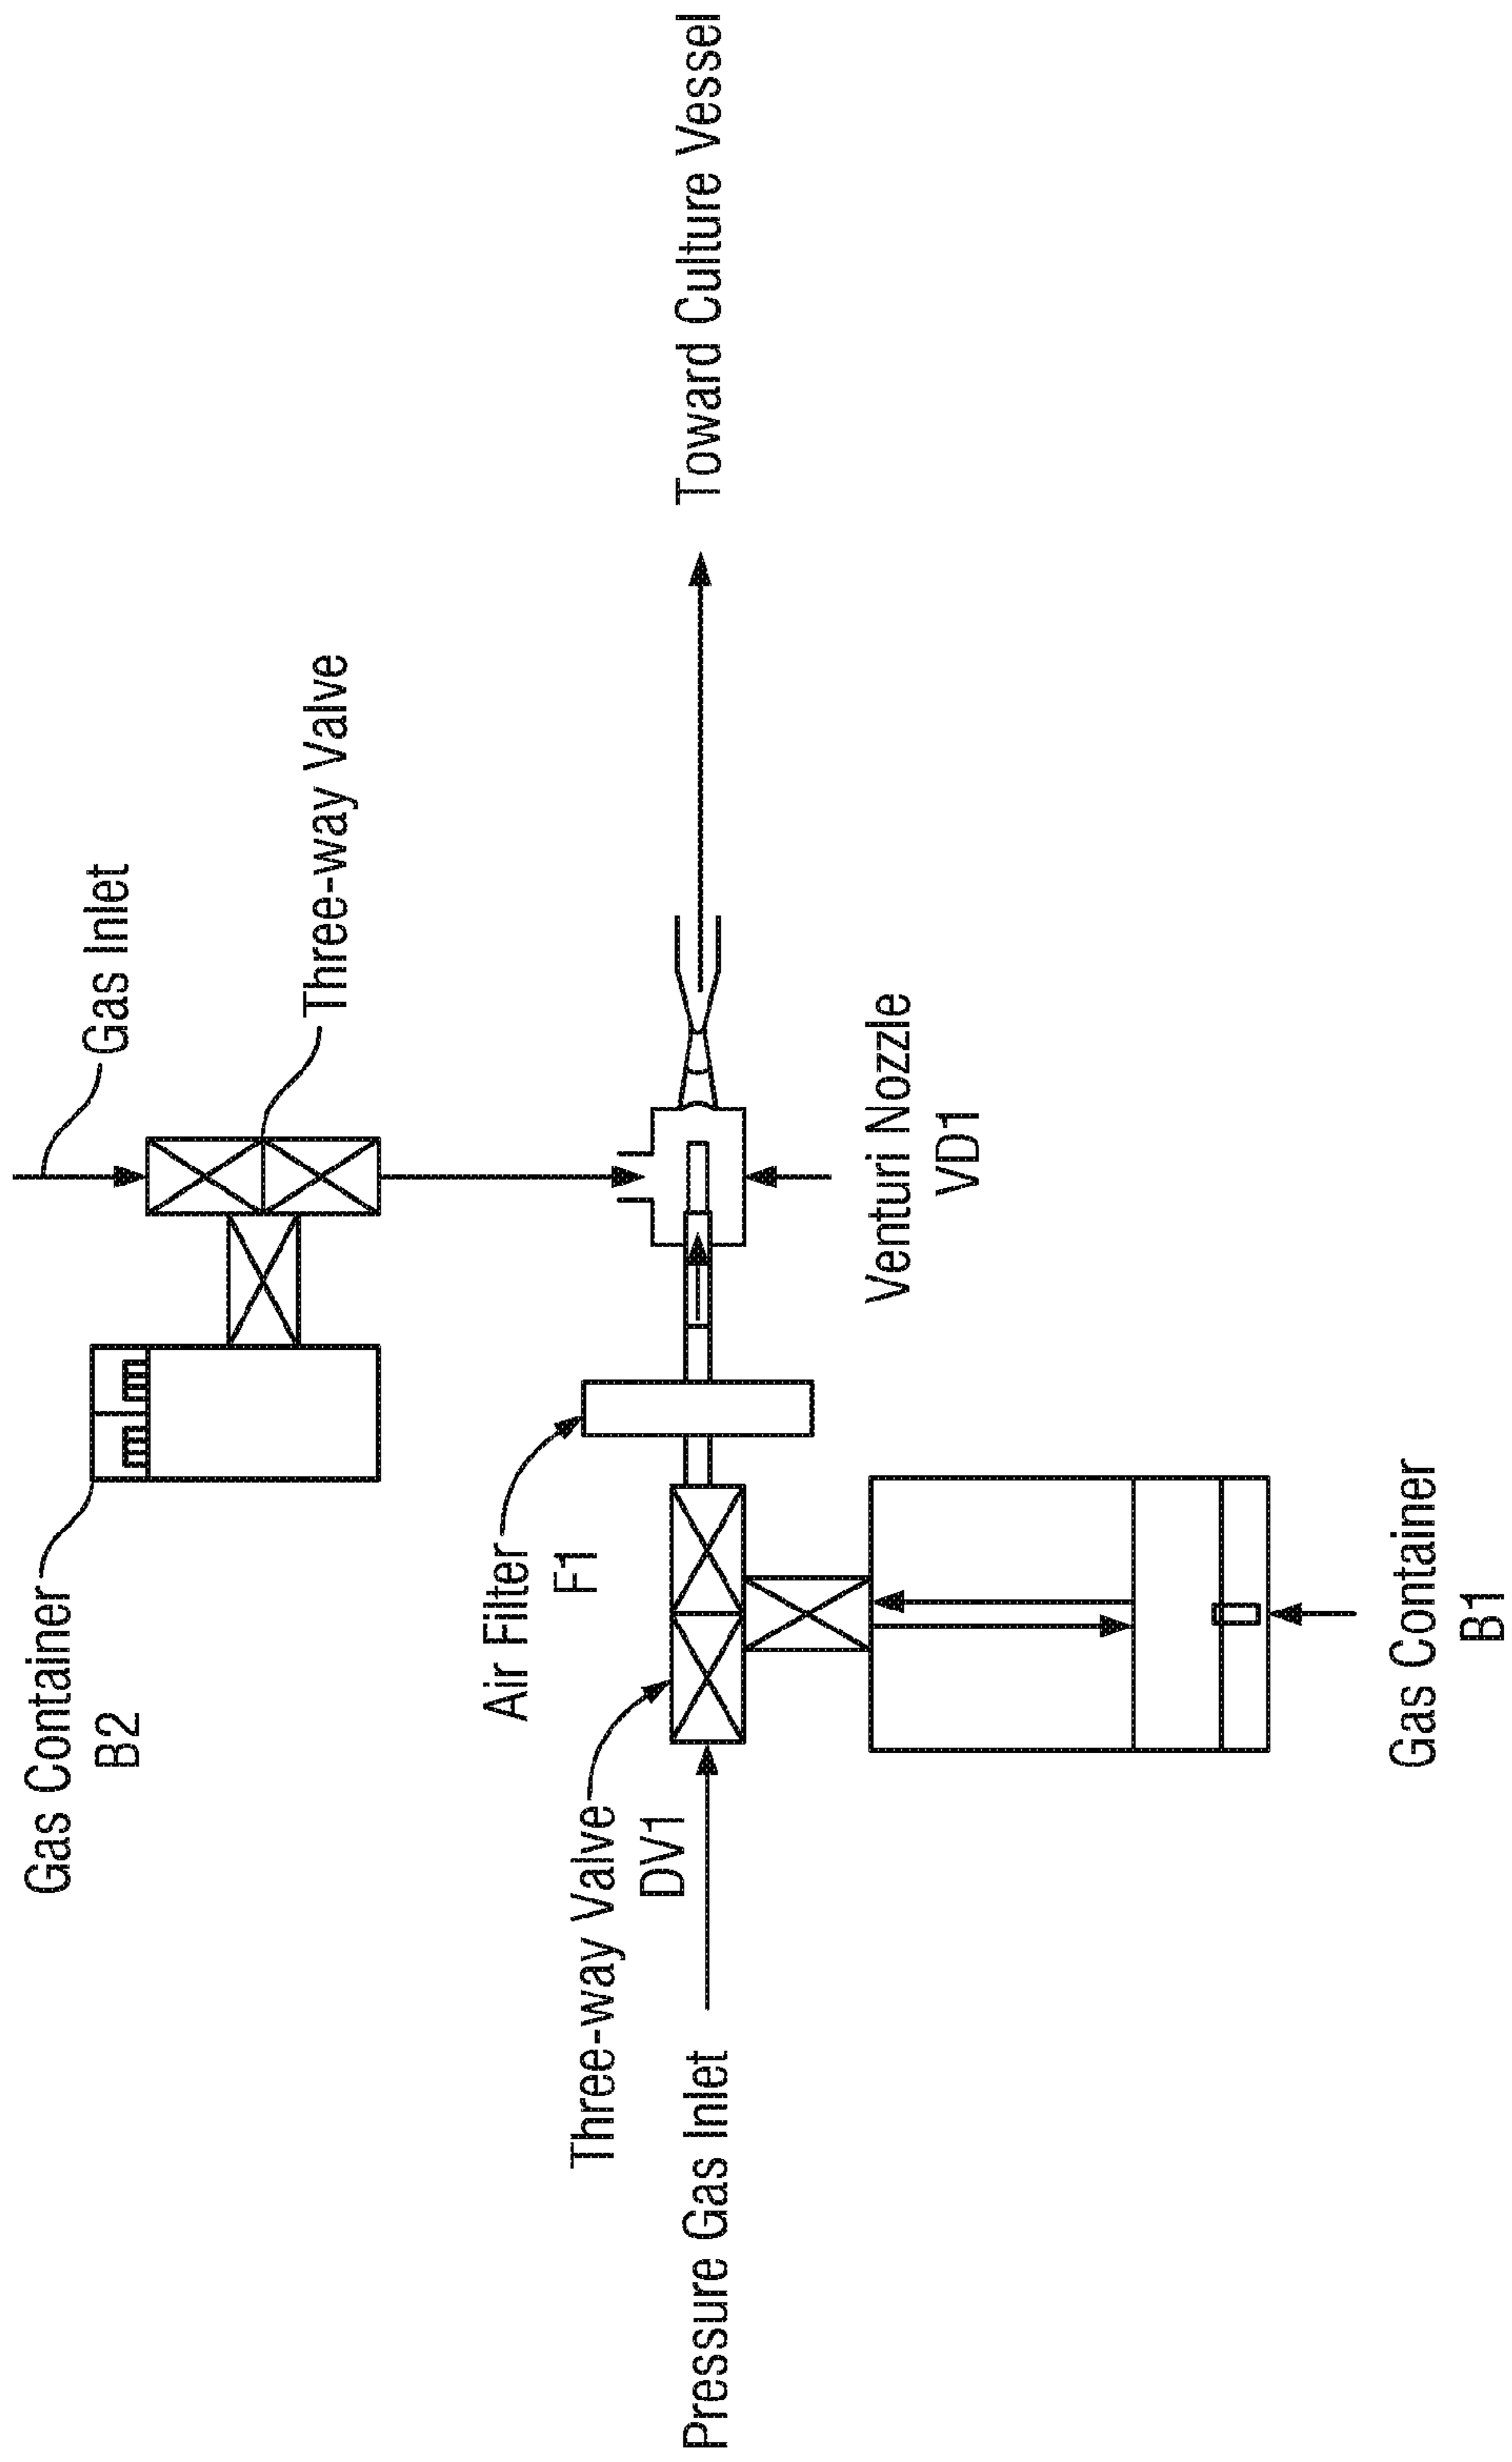 Gas Inlet
Three-way Valve
Gas Container
B2
Air Filter
F1
Three-way Valve
DV1
Pressure Gas Inlet
Toward Culture Vessel
Venturi Nozzle
VD1
Gas Container
B1